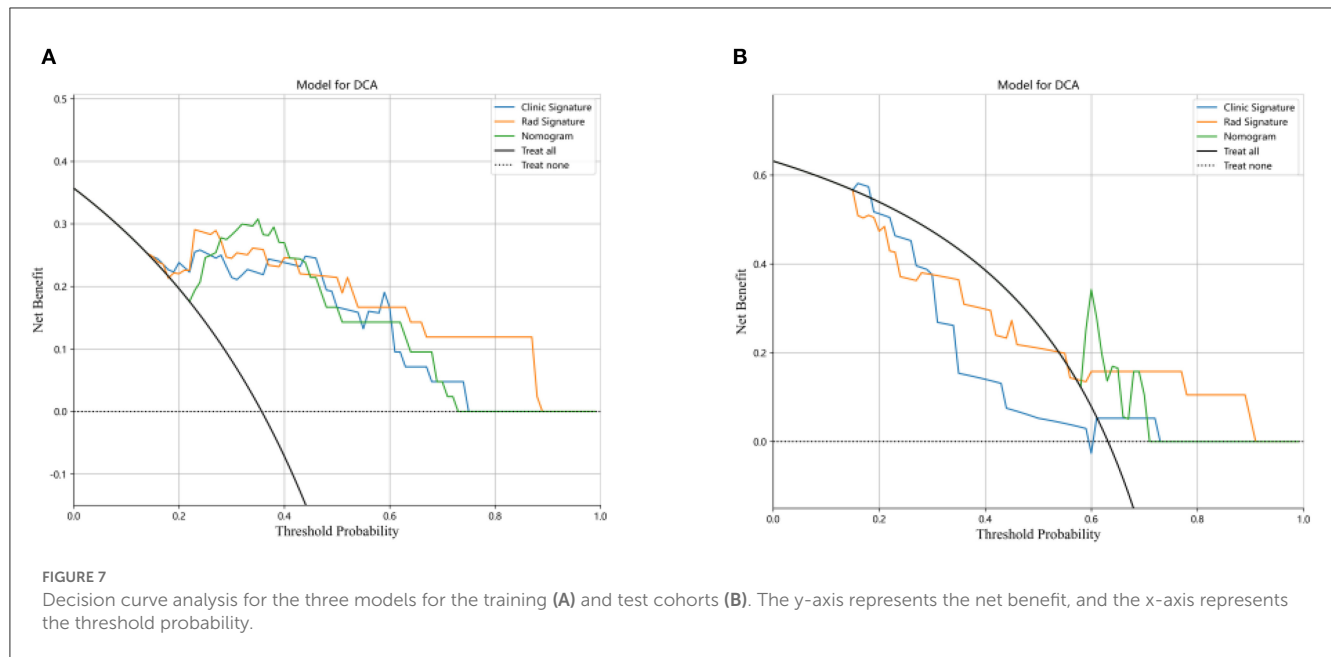 A
Model for DCA
0.5
0.4
0.3
0.2
0.1
0.0
-0.1
Net Benefit
0.0 0.2 0.4 0.6 0.8 1.0
Threshold Probability
Clinic Signature
Rad Signature
Nomogram
Treat all
Treat none
B
Model for DCA
0.6
0.4
0.2
0.0
Net Benefit
0.0 0.2 0.4 0.6 0.8 1.0
Threshold Probability
Clinic Signature
Rad Signature
Nomogram
Treat all
Treat none
FIGURE 7
Decision curve analysis for the three models for the training (A) and test cohorts (B). The y-axis represents the net benefit, and the x-axis represents
the threshold probability.